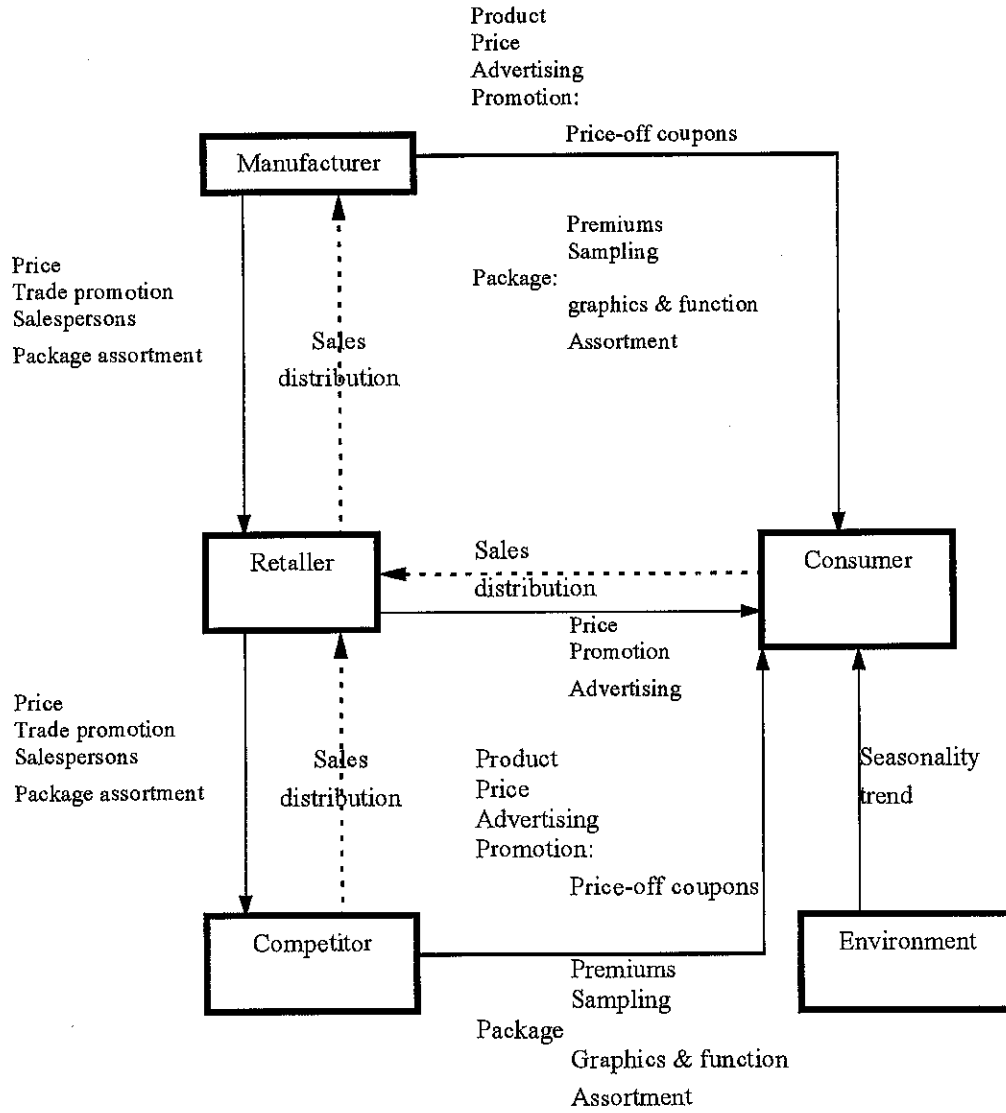 Product
Price
Advertising
Promotion:
Price-off coupons
Manufacturer
Premiums
Sampling
Package:
graphics & function
Assortment
Price
Trade promotion
Salespersons
Package assortment
Sales
distribution
Retaller
Sales
distribution
Consumer
Price
Promotion
Advertising
Price
Trade promotion
Salespersons
Package assortment
Sales
distribution
Product
Price
Advertising
Promotion:
Price-off coupons
Seasonality
trend
Competitor
Environment
Premiums
Sampling
Package
Graphics & function
Assortment